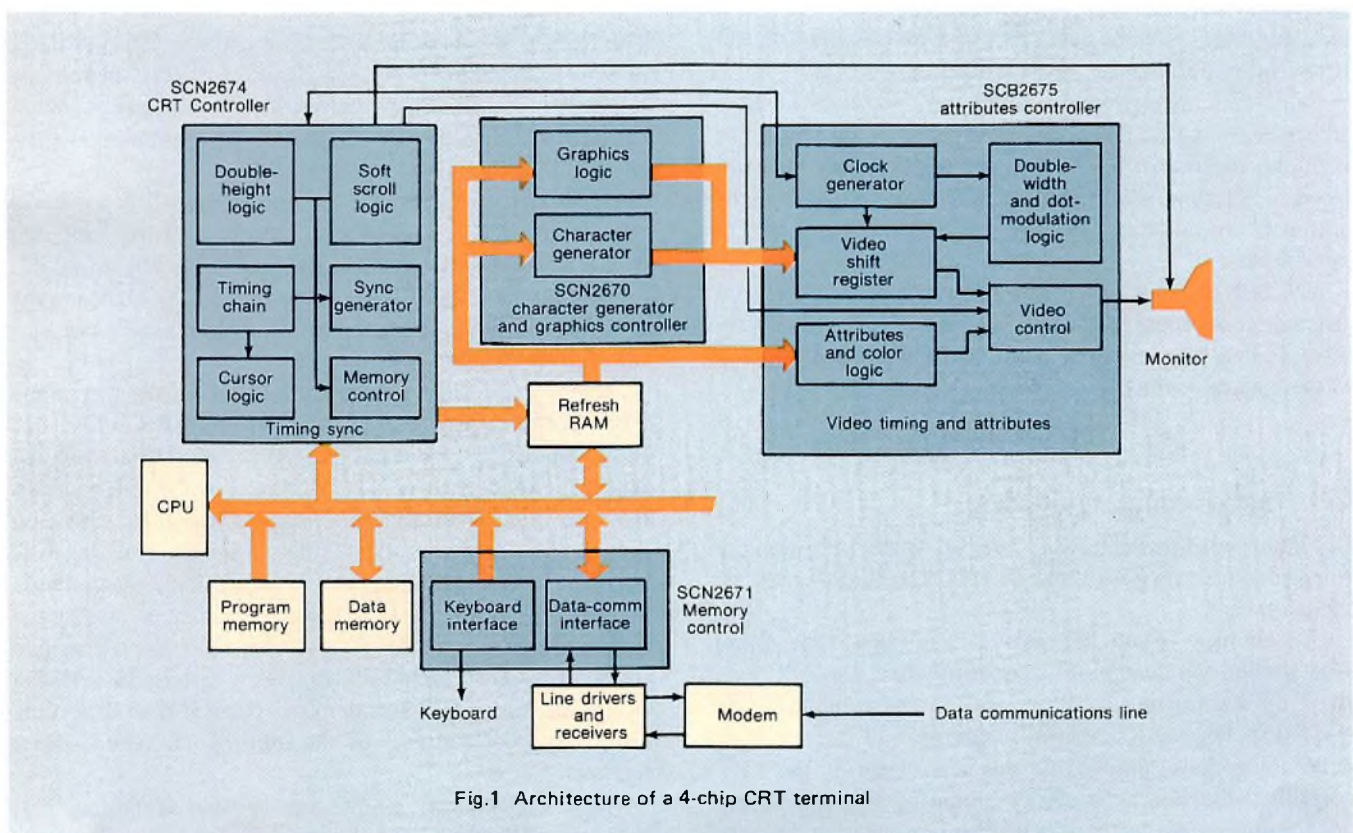 SCN2674
CRT Controller
Double-
height
logic
Soft
scroll
logic
Timing
chain
Sync
generator
Cursor
logic
Memory
control
Timing sync
Graphics
logic
Character
generator
SCN2670
character generator
and graphics controller
SCB2675
attributes controller
Clock
generator
Double-
width
and dot-
modulation
logic
Video
shift
register
Video
control
Attributes
and color
logic
Video timing and attributes
Monitor
Refresh
RAM
CPU
Program
memory
Data
memory
Keyboard
interface
Data-comm
interface
SCN2671
Memory
control
Keyboard
Line drivers
and
receivers
Modem
Data communications line
Fig.1 Architecture of a 4-chip CRT terminal